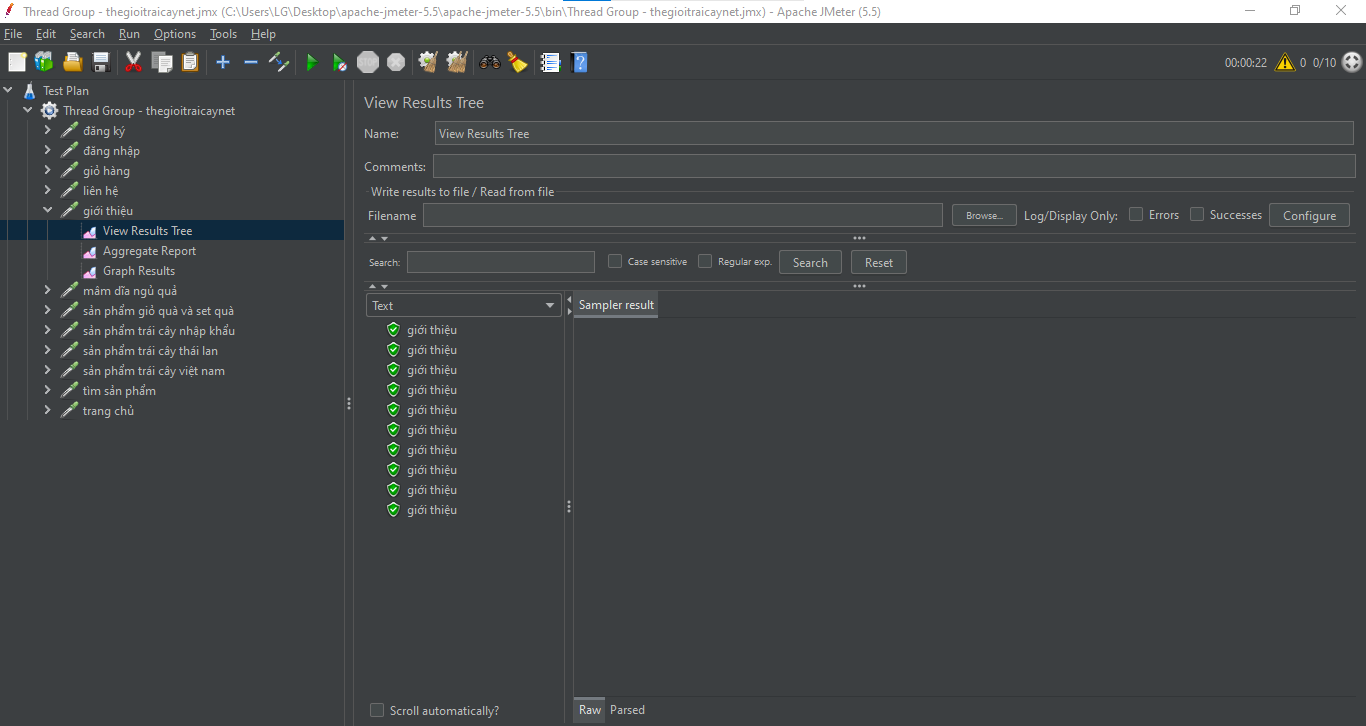 Thread Group - thegioitraicaynet.jmx (C:\Users\LG\Desktop\apache-jmeter-5.5\apache-jmeter-5.5\bin\Thread Group - thegioitraicaynet.jmx) - Apache JMeter (5.5)
File Edit Search Run Options Tools Help
STOP
00:00:22 0 0/10
Test Plan
Thread Group - thegioitraicaynet
đăng ký
đăng nhập
giỏ hàng
liên hệ
giới thiệu
View Results Tree
Aggregate Report
Graph Results
mâm dĩa ngủ quả
sản phẩm giỏ quà và set quà
sản phẩm trái cây nhập khẩu
sản phẩm trái cây thái lan
sản phẩm trái cây việt nam
tìm sản phẩm
trang chủ
View Results Tree
Name: View Results Tree
Comments:
Write results to file / Read from file
Filename Browse... Log/Display Only: Errors Successes Configure
Search: Case sensitive Regular exp. Search Reset
Text
Sampler result
giới thiệu
giới thiệu
giới thiệu
giới thiệu
giới thiệu
giới thiệu
giới thiệu
giới thiệu
giới thiệu
giới thiệu
Scroll automatically?
Raw Parsed